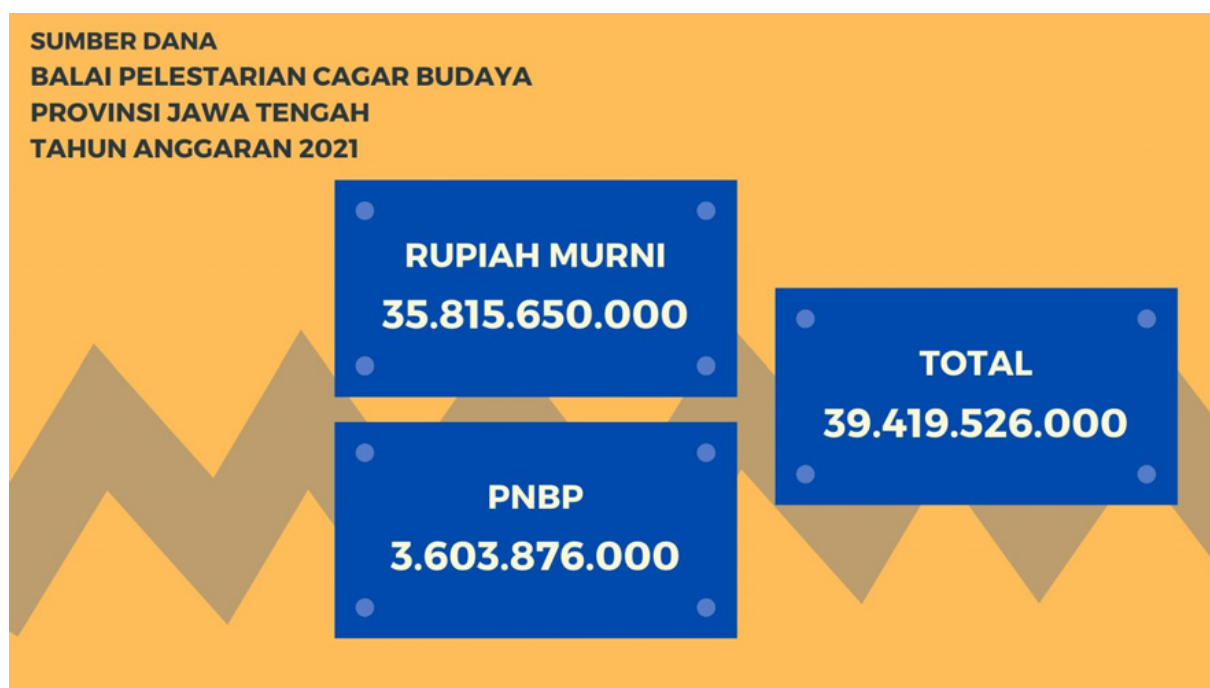 SUMBER DANA
BALAI PELESTARIAN CAGAR BUDAYA
PROVINSI JAWA TENGAH
TAHUN ANGGARAN 2021
RUPIAH MURNI
35.815.650.000
PNBP
3.603.876.000
TOTAL
39.419.526.000